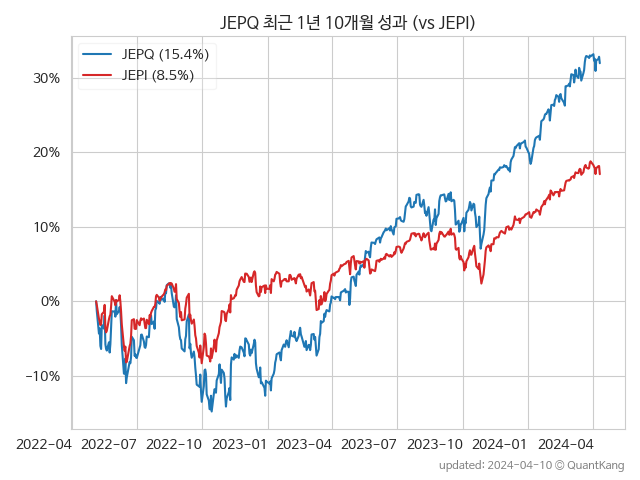 JEPQ 최근 1년 10개월 성과 (vs JEPI)
JEPQ (15.4%)
JEPI (8.5%)
30%
20%
10%
0%
−10%
2022−04 2022−07 2022−10 2023−01 2023−04 2023−07 2023−10 2024−01 2024−04
updated: 2024-04-10 © QuantKang